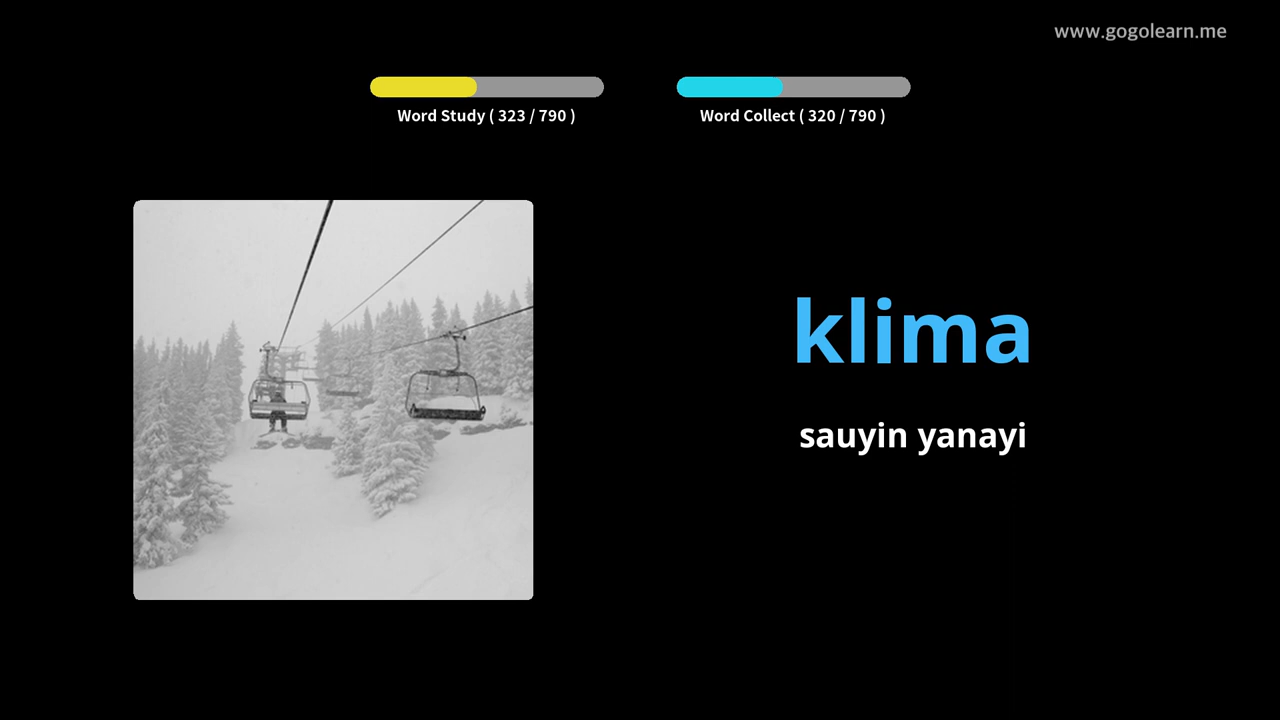 www.gogolearn.me
Word Study ( 323 / 790 )
Word Collect ( 320 / 790 )
klima
sauyin yanayi